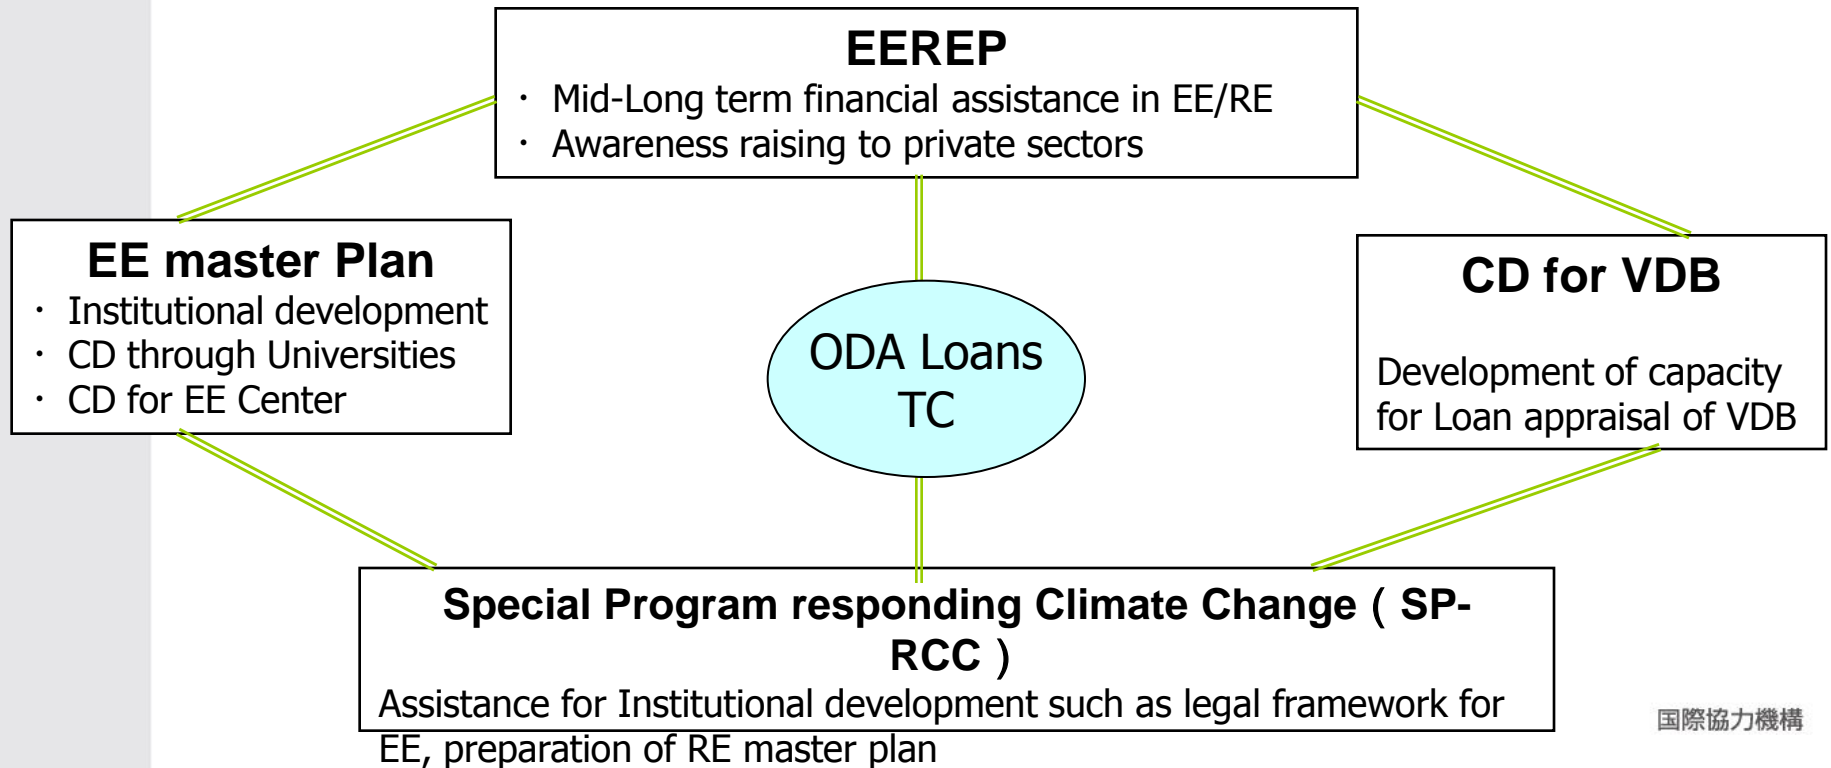 EEREP
・ Mid-Long term financial assistance in EE/RE
・ Awareness raising to private sectors
EE master Plan
・ Institutional development
・ CD through Universities
・ CD for EE Center
ODA Loans
TC
CD for VDB
Development of capacity
for Loan appraisal of VDB
Special Program responding Climate Change ( SP-
RCC )
Assistance for Institutional development such as legal framework for
EE, preparation of RE master plan
国際協力機構